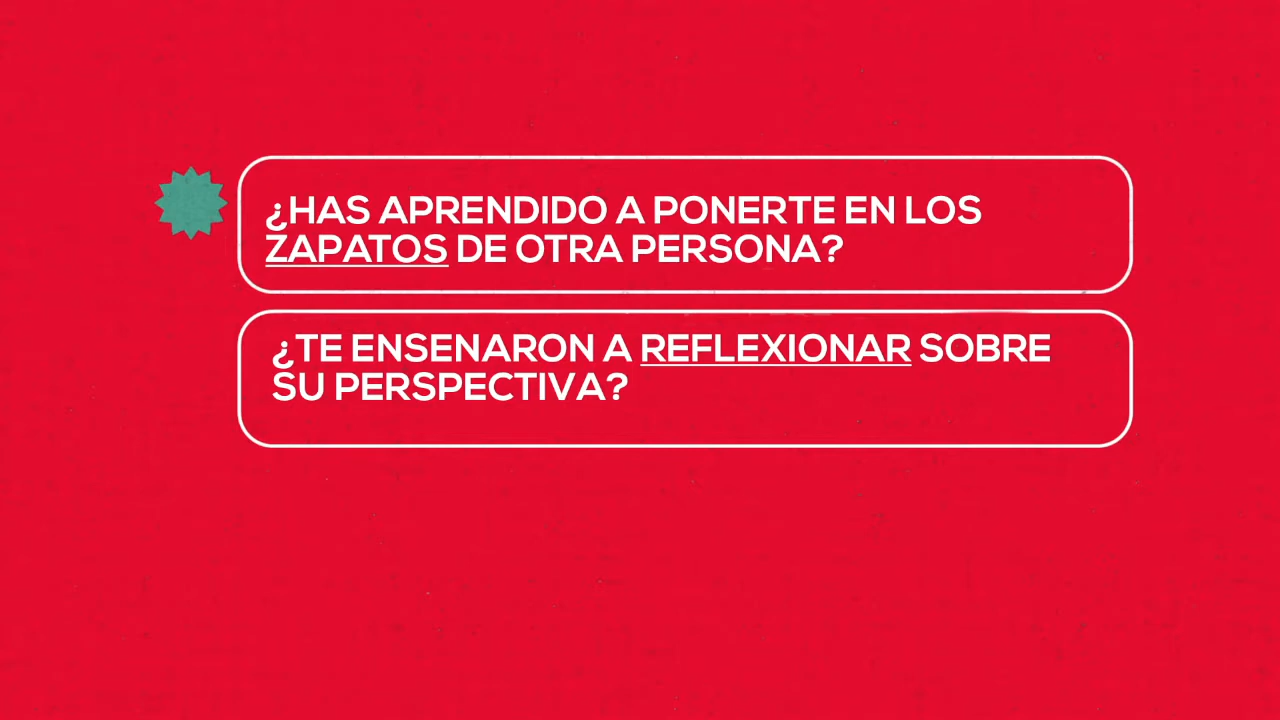 ¿HAS APRENDIDO A PONERTE EN LOS
ZAPATOS DE OTRA PERSONA?
¿TE ENSENARON A REFLEXIONAR SOBRE
SU PERSPECTIVA?